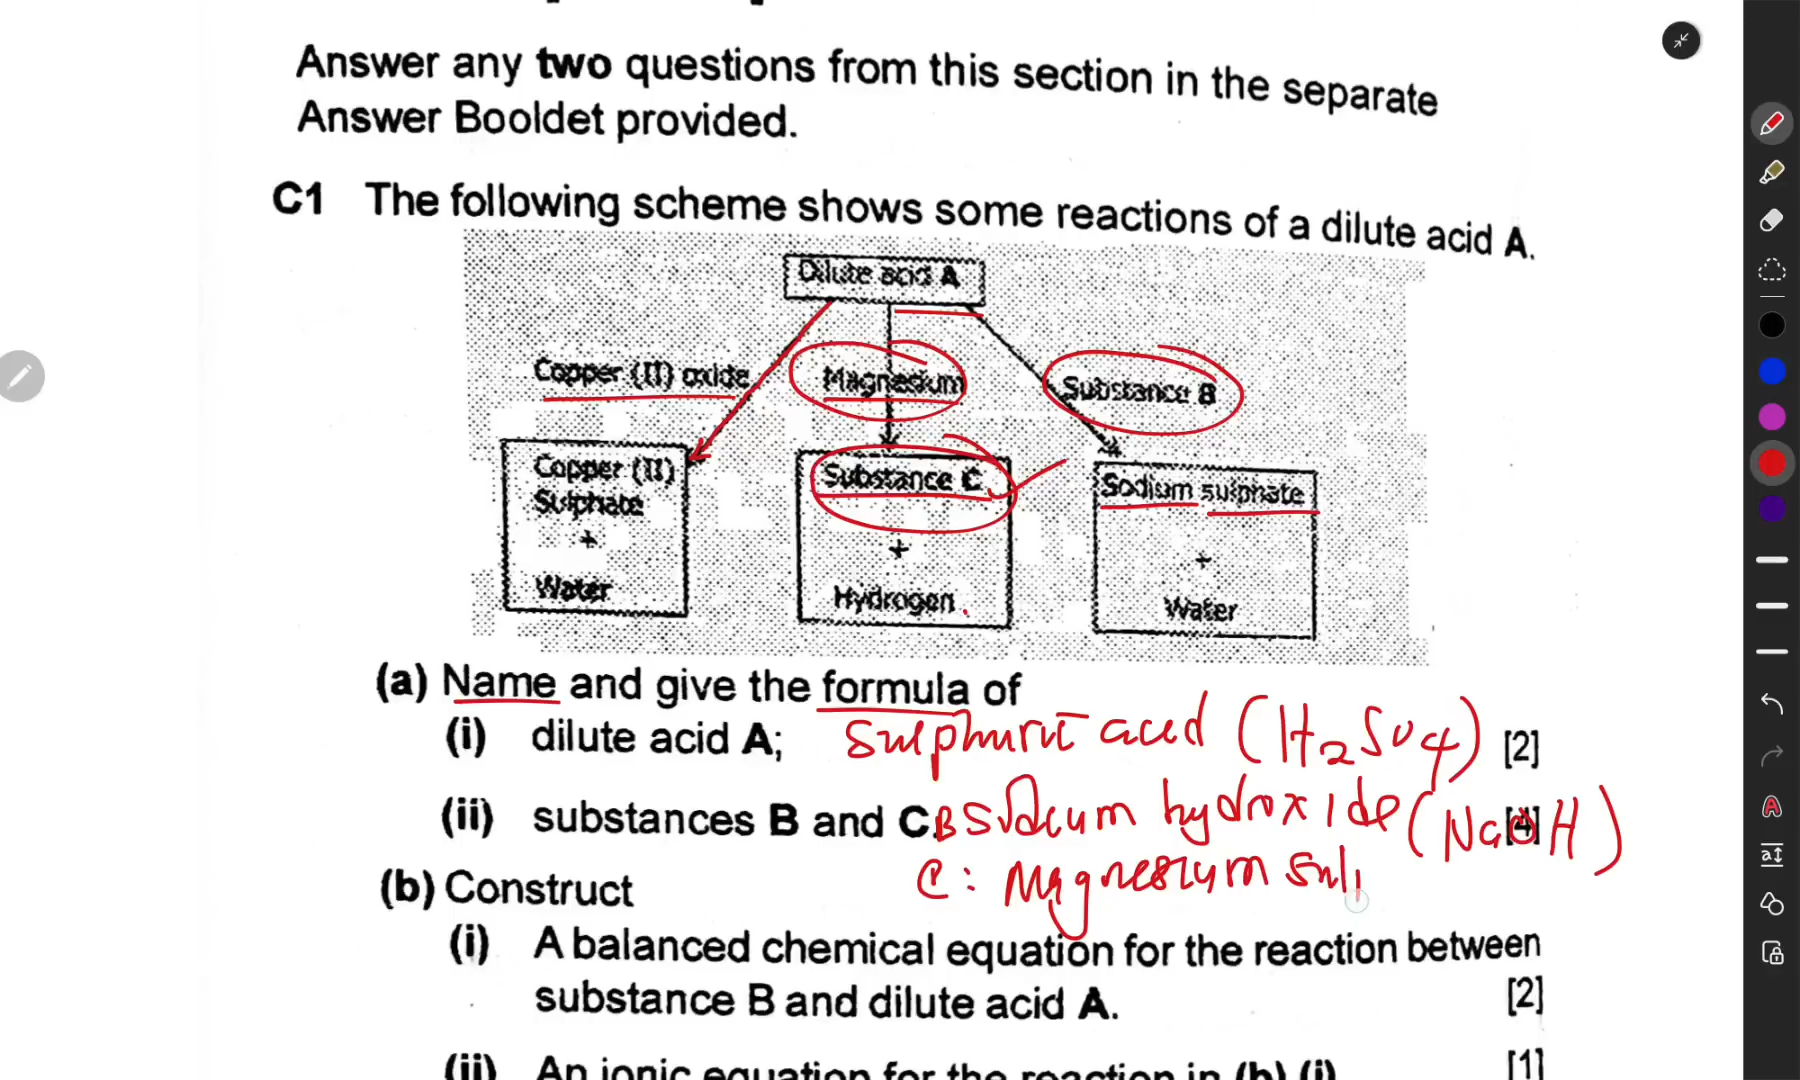 Answer any two questions from this section in the separate
Answer Booldet provided.
C1 The following scheme shows some reactions of a dilute acid A.
Dilute acid A
Copper (II) oxide
Magnesium
Substance B
Copper (II)
Sulphate
+
Water
Substance C
+
Hydrogen
Sodium sulphate
+
Water
(a) Name and give the formula of
(i) dilute acid A; Sulphuric acid (H2SO4) [2]
(ii) substances B and C. B Sodium hydroxide (NaOH) [4]
C: Magnesium Sul
(b) Construct
(i) A balanced chemical equation for the reaction between
substance B and dilute acid A. [2]
(ii) An ionic equation for the reaction in (b) (i) [1]